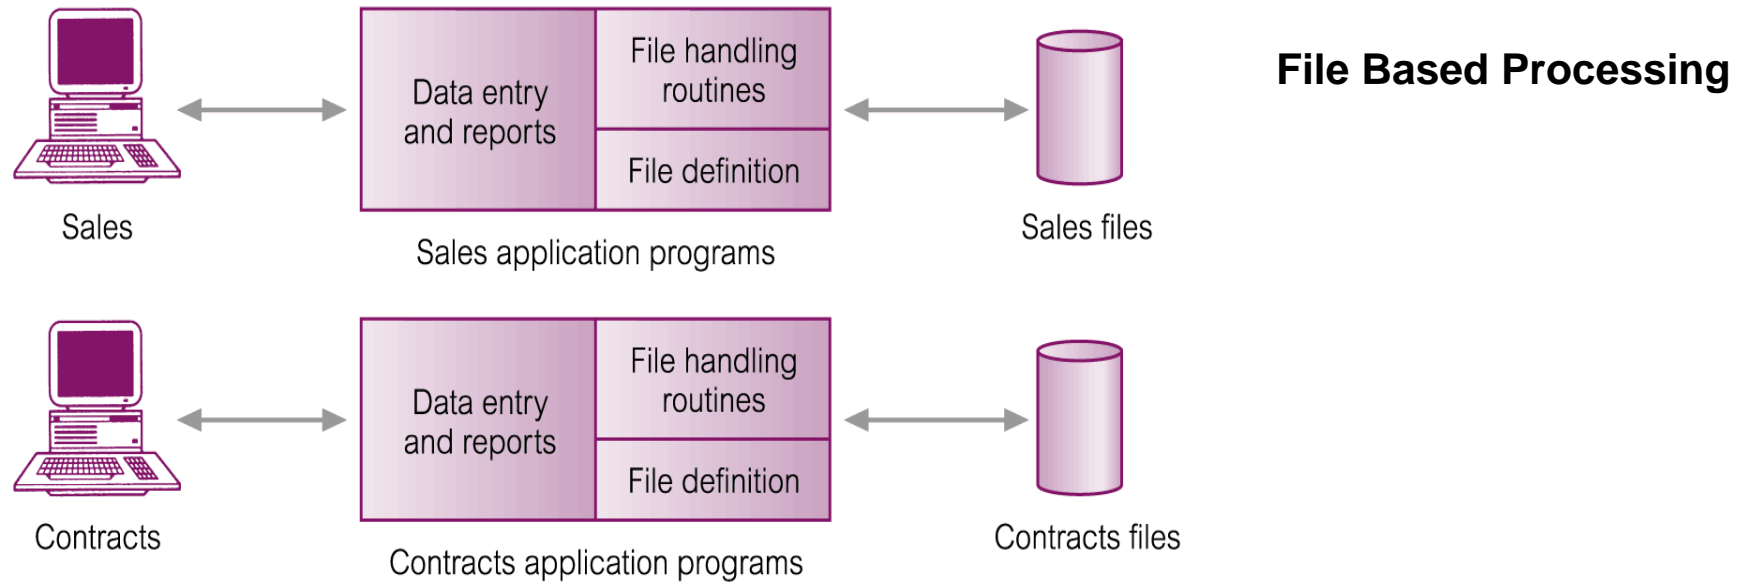 File Based Processing
File handling
routines
Data entry
and reports
File definition
Sales
Sales application programs
Sales files
File handling
routines
Data entry
and reports
File definition
Contracts
Contracts application programs
Contracts files